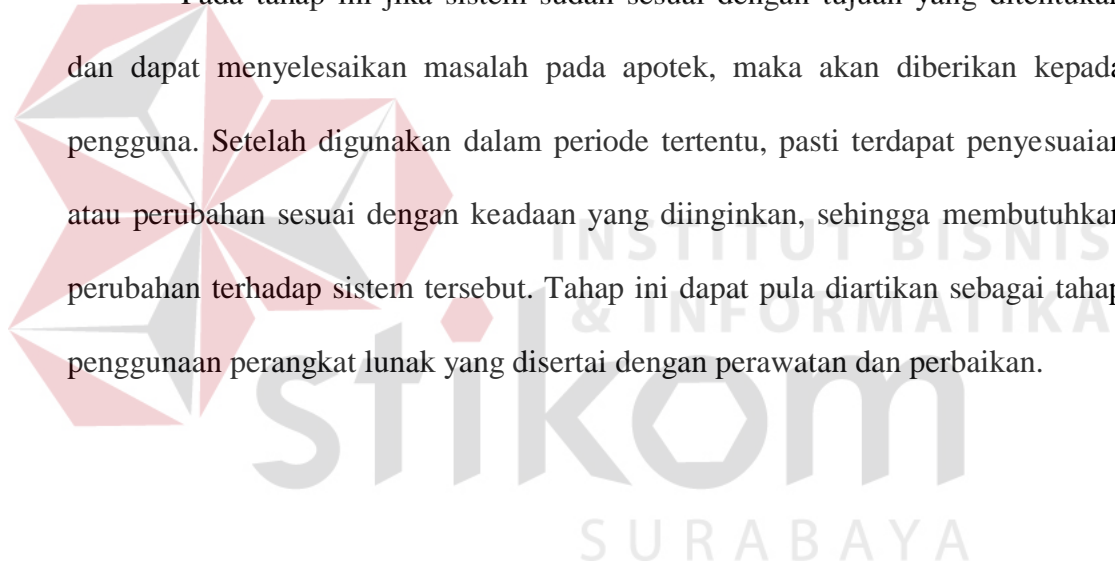 Pada tahap ini jika sistem sudah sesuai dengan tujuan yang ditentukan
dan dapat menyelesaikan masalah pada apotek, maka akan diberikan kepada
pengguna. Setelah digunakan dalam periode tertentu, pasti terdapat penyesuaian
atau perubahan sesuai dengan keadaan yang diinginkan, sehingga membutuhkan
perubahan terhadap sistem tersebut. Tahap ini dapat pula diartikan sebagai tahap
penggunaan perangkat lunak yang disertai dengan perawatan dan perbaikan.
INSTITUT BISNIS
& INFORMATIKA
stikom
SURABAYA